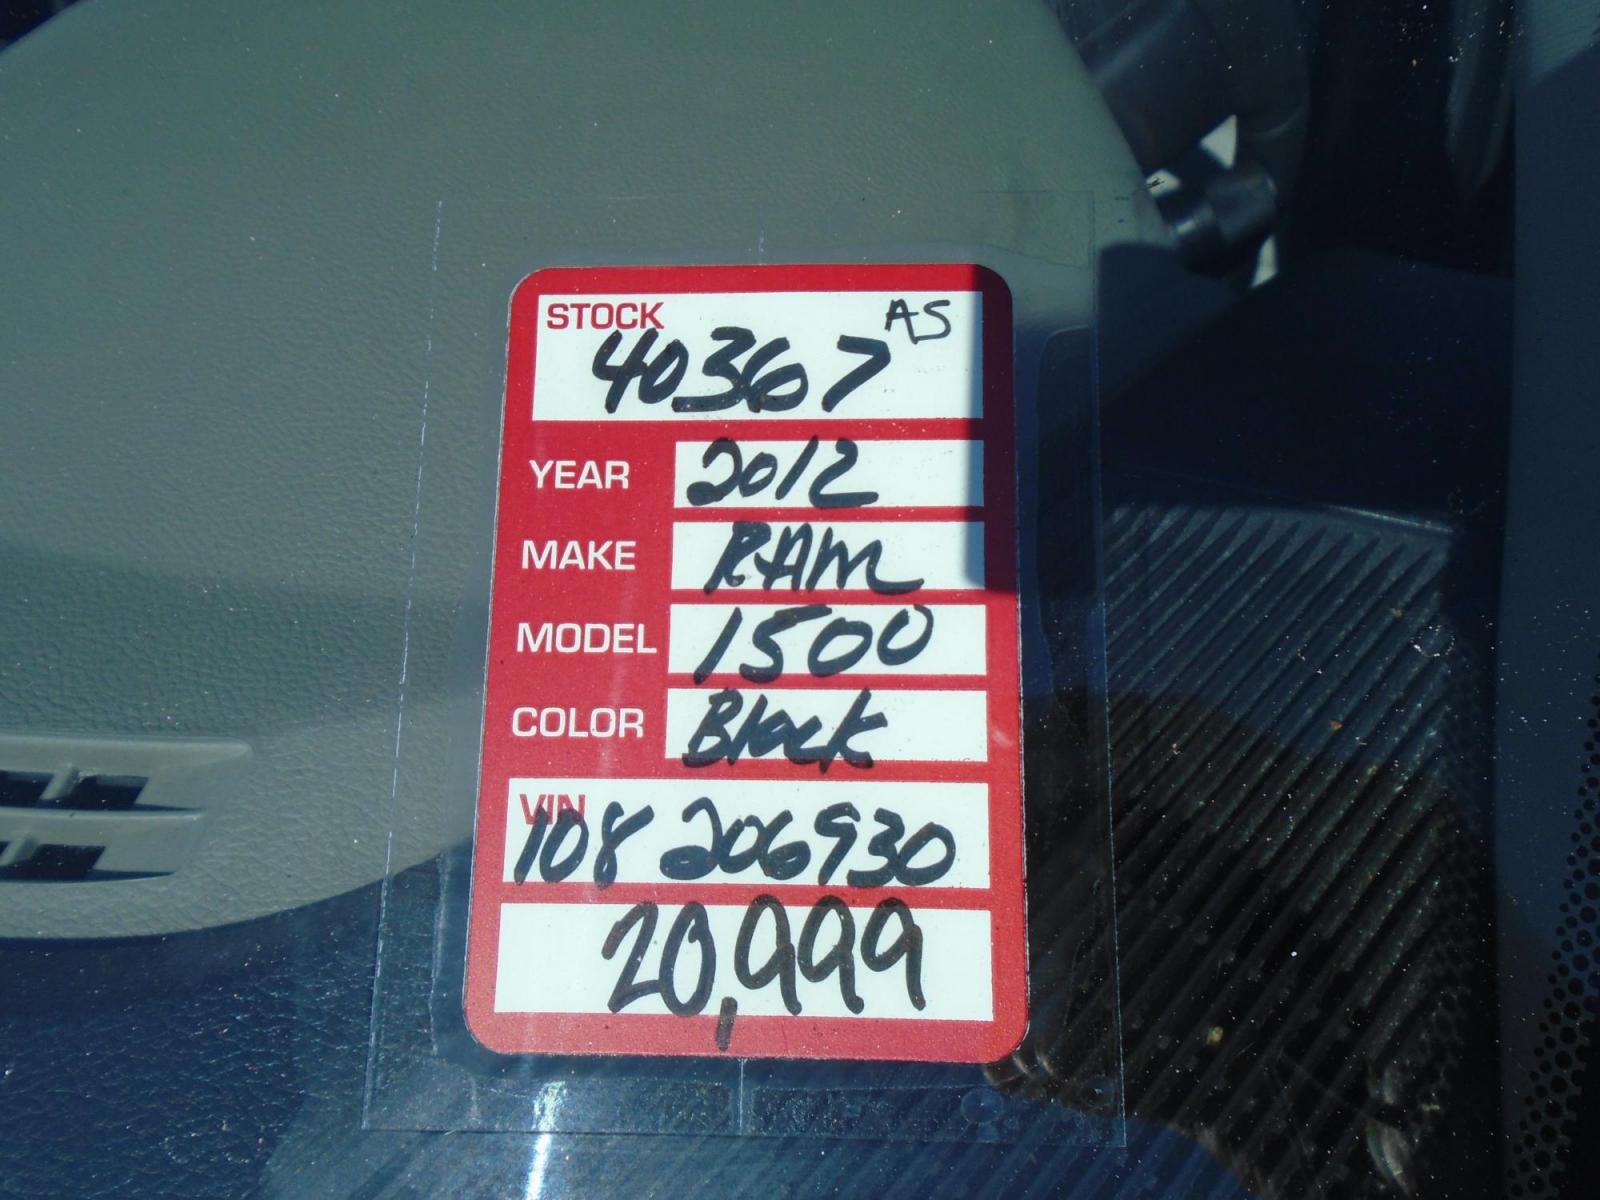 STOCK AS
40367
YEAR 2012
MAKE RAM
MODEL 1500
COLOR Black
VIN
108 206930
20,999